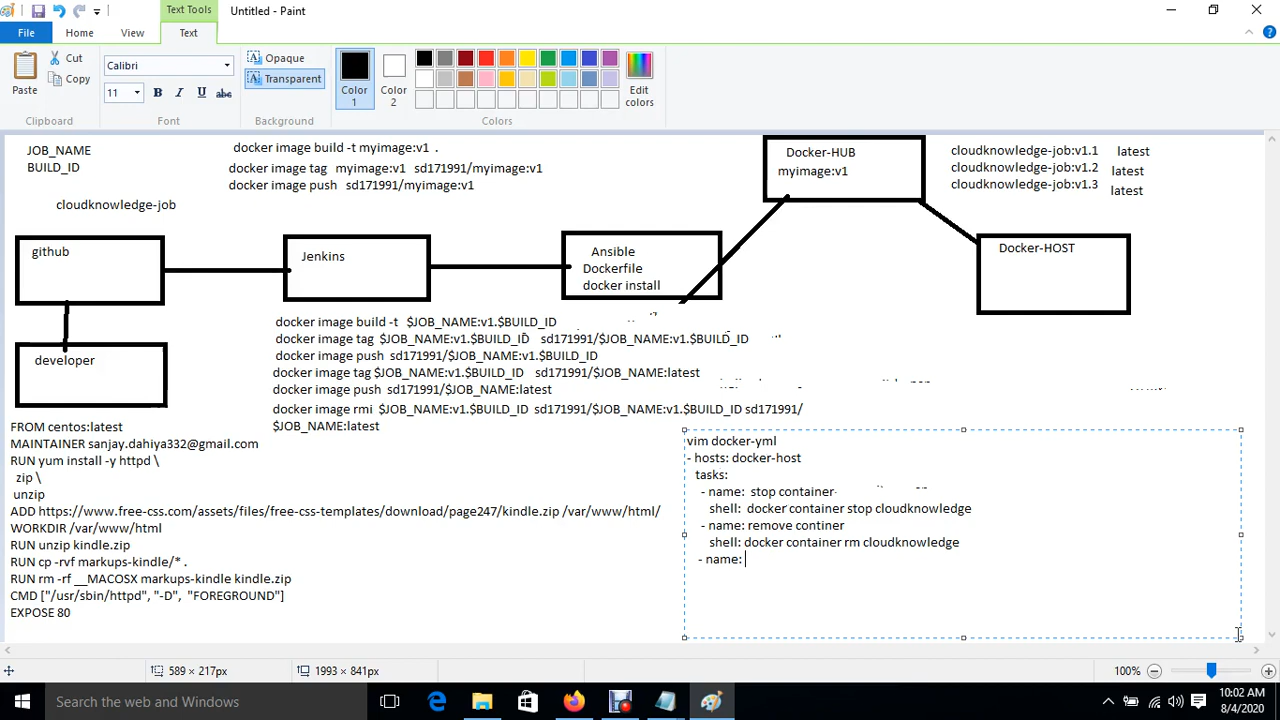 Text Tools
Untitled - Paint
File
Home
View
Text
Paste
Cut
Copy
Clipboard
Calibri
11
B I U abc
Font
Opaque
Transparent
Background
Color 1
Color 2
Edit colors
Colors
JOB_NAME
BUILD_ID
cloudknowledge-job
docker image build -t myimage:v1 .
docker image tag myimage:v1 sd171991/myimage:v1
docker image push sd171991/myimage:v1
Docker-HUB
myimage:v1
cloudknowledge-job:v1.1 latest
cloudknowledge-job:v1.2 latest
cloudknowledge-job:v1.3 latest
github
Jenkins
Ansible
Dockerfile
docker install
Docker-HOST
developer
docker image build -t $JOB_NAME:v1.$BUILD_ID
docker image tag $JOB_NAME:v1.$BUILD_ID sd171991/$JOB_NAME:v1.$BUILD_ID
docker image push sd171991/$JOB_NAME:v1.$BUILD_ID
docker image tag $JOB_NAME:v1.$BUILD_ID sd171991/$JOB_NAME:latest
docker image push sd171991/$JOB_NAME:latest
docker image rmi $JOB_NAME:v1.$BUILD_ID sd171991/$JOB_NAME:v1.$BUILD_ID sd171991/
$JOB_NAME:latest
FROM centos:latest
MAINTAINER sanjay.dahiya332@gmail.com
RUN yum install -y httpd \
zip \
unzip
ADD https://www.free-css.com/assets/files/free-css-templates/download/page247/kindle.zip /var/www/html/
WORKDIR /var/www/html
RUN unzip kindle.zip
RUN cp -rvf markups-kindle/* .
RUN rm -rf __MACOSX markups-kindle kindle.zip
CMD ["/usr/sbin/httpd", "-D", "FOREGROUND"]
EXPOSE 80
vim docker-yml
- hosts: docker-host
tasks:
- name: stop container
shell: docker container stop cloudknowledge
- name: remove continer
shell: docker container rm cloudknowledge
- name:
589 × 217px
1993 × 841px
100%
Search the web and Windows
10:02 AM
8/4/2020